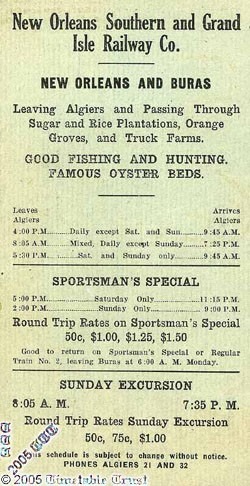 New Orleans Southern and Grand
Isle Railway Co.
NEW ORLEANS AND BURAS
Leaving Algiers and Passing Through
Sugar and Rice Plantations, Orange
Groves, and Truck Farms.
GOOD FISHING AND HUNTING.
FAMOUS OYSTER BEDS.
Leaves Arrives
Algiers Algiers
4:00 P.M. Daily except Sat. and Sun. 9:45 A.M.
8:05 A.M. Mixed, Daily except Sunday 7:25 P.M.
5:30 P.M. Sat. and Sunday only 9:45 A.M.
SPORTSMAN'S SPECIAL
5:00 P.M. Saturday Only 11:15 P.M.
2:00 P.M. Sunday Only 9:00 P.M.
Round Trip Rates on Sportsman's Special
50c, $1.00, $1.25, $1.50
Good to return on Sportsman's Special or Regular
Train No. 2, leaving Buras at 6:00 A. M. Monday.
SUNDAY EXCURSION
8:05 A. M. 7:35 P. M.
Round Trip Rates Sunday Excursion
50c, 75c, $1.00
This schedule is subject to change without notice.
PHONES ALGIERS 21 AND 32
© 2005 Timetable Trust